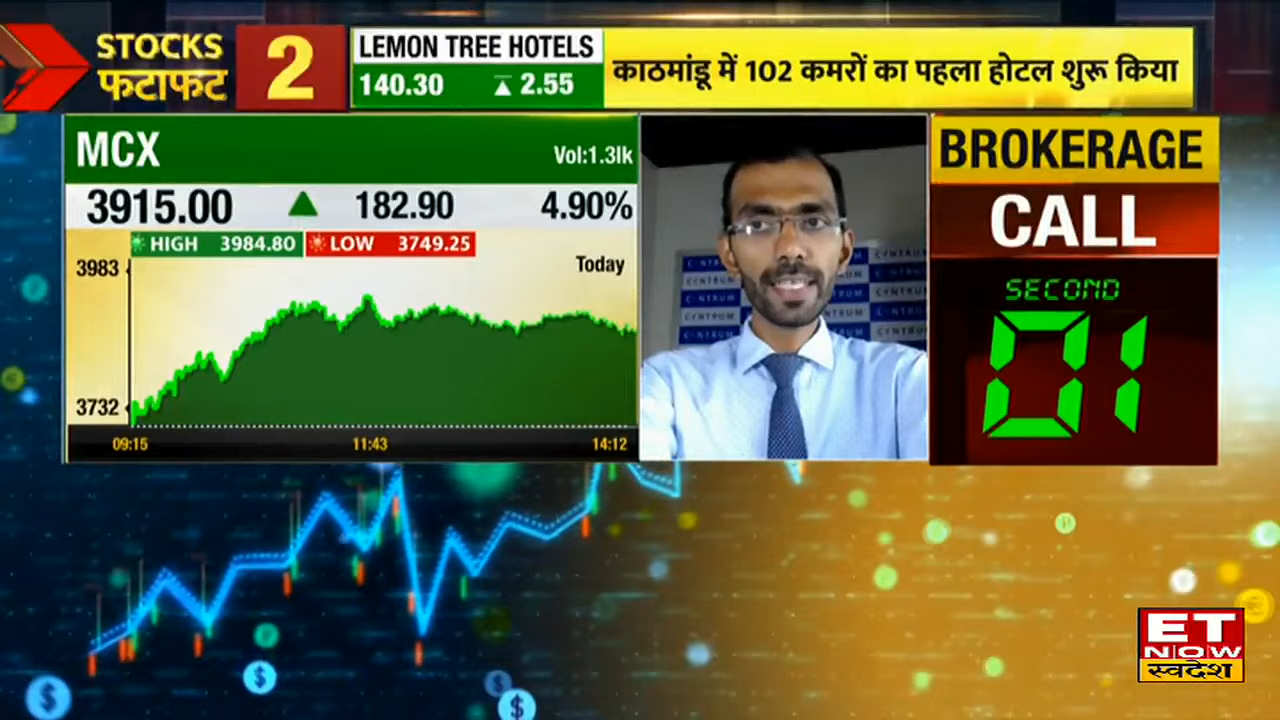 STOCKS
फटाफट
2
LEMON TREE HOTELS
140.30 2.55
काठमांडू में 102 कमरों का पहला होटल शुरू किया
MCX
Vol:1.3lk
3915.00 182.90 4.90%
HIGH 3984.80 LOW 3749.25
Today
3983
3732
09:15 11:43 14:12
CENTRUM
BROKERAGE
CALL
SECOND
01
ET
NOW
स्वदेश